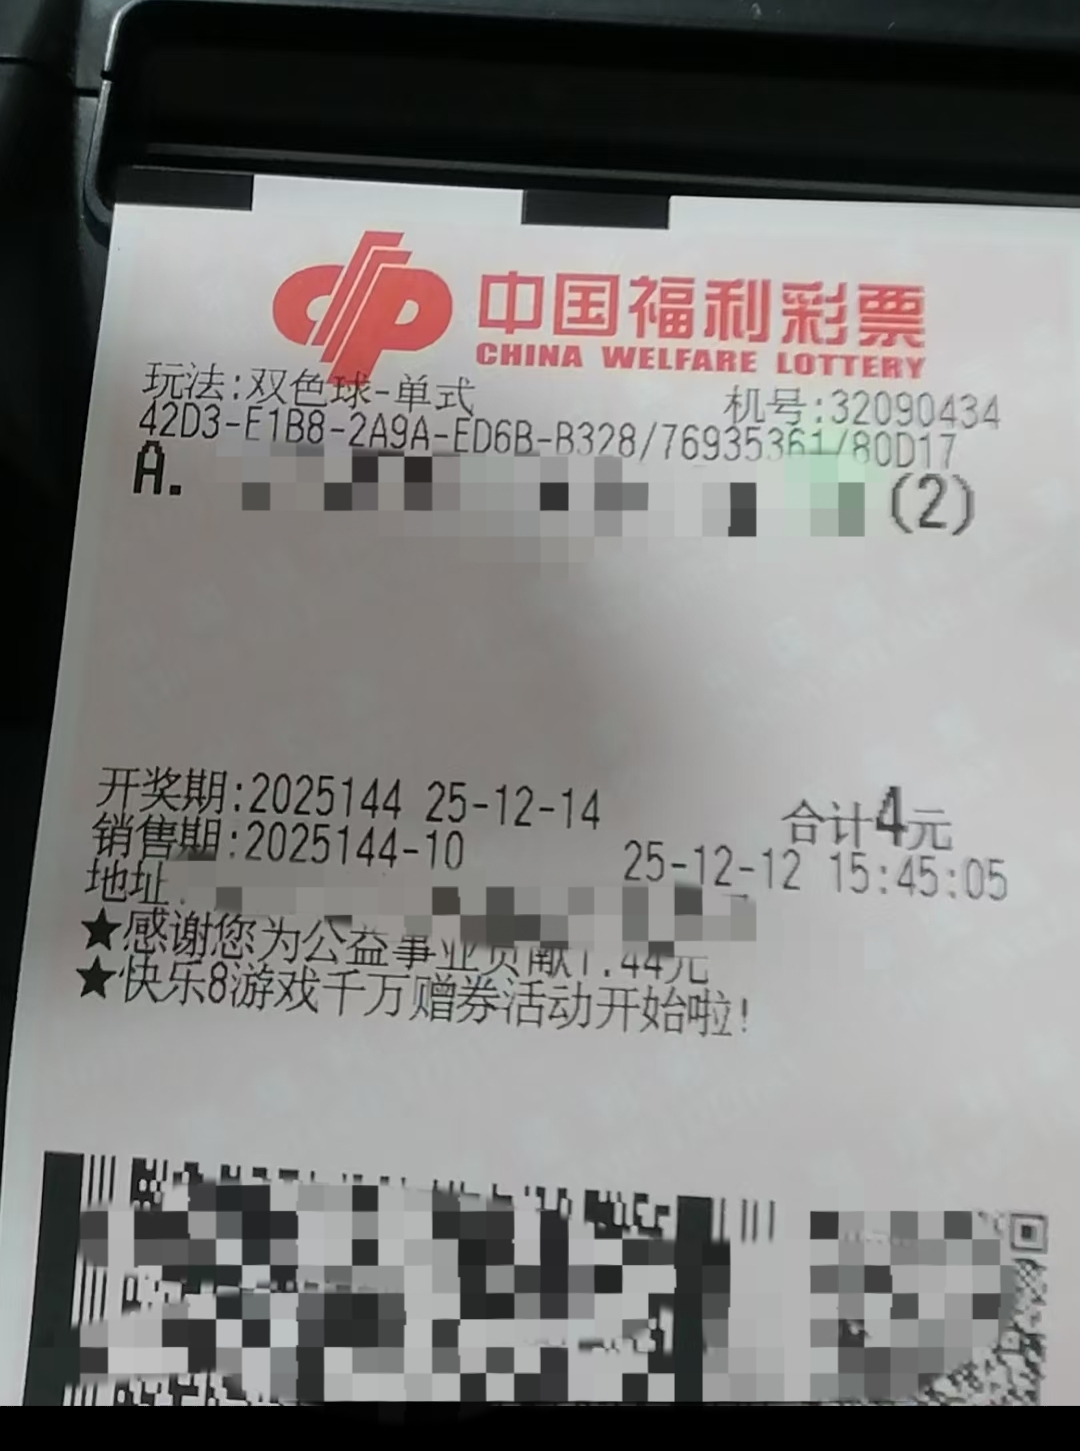 中国福利彩票
CHINA WELFARE LOTTERY
玩法:双色球-单式 机号:32090434
42D3-E1B8-2A9A-ED6B-B328/76935361/80D17
A. (2)
开奖期:2025144 25-12-14 合计4元
销售期:2025144-10 25-12-12 15:45:05
地址:
★感谢您为公益事业贡献1.44元
★快乐8游戏千万赠券活动开始啦!